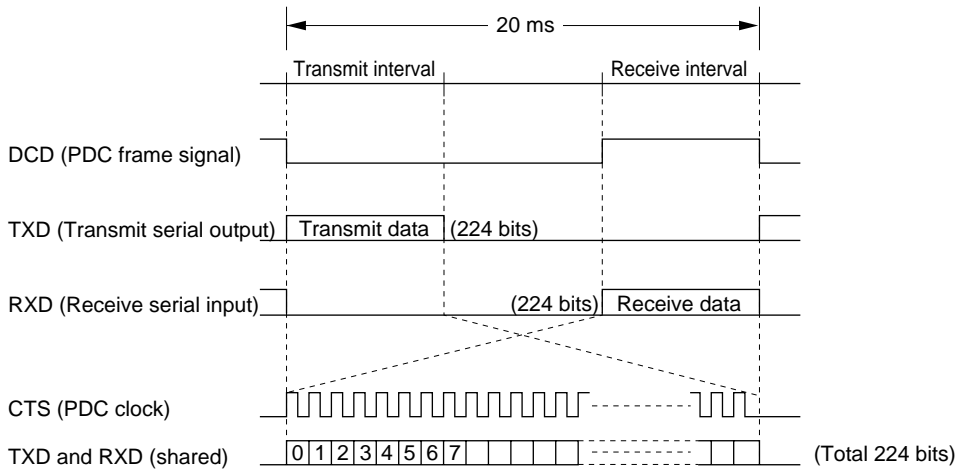 20 ms
Transmit interval Receive interval
DCD (PDC frame signal)
TXD (Transmit serial output) Transmit data (224 bits)
RXD (Receive serial input) (224 bits) Receive data
CTS (PDC clock)
TXD and RXD (shared) 0 1 2 3 4 5 6 7 (Total 224 bits)